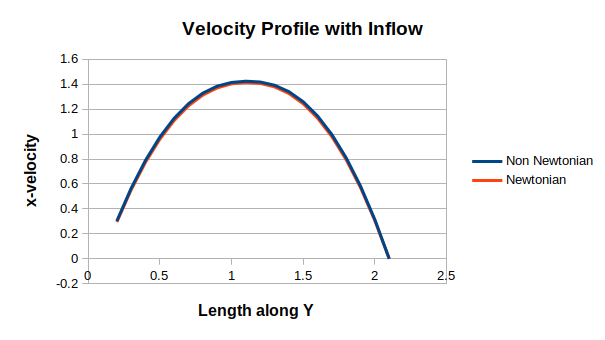 Velocity Profile with Inflow
1.6
1.4
1.2
1
0.8
0.6
0.4
0.2
0
-0.2
0 0.5 1 1.5 2 2.5
x-velocity
Length along Y
Non Newtonian
Newtonian